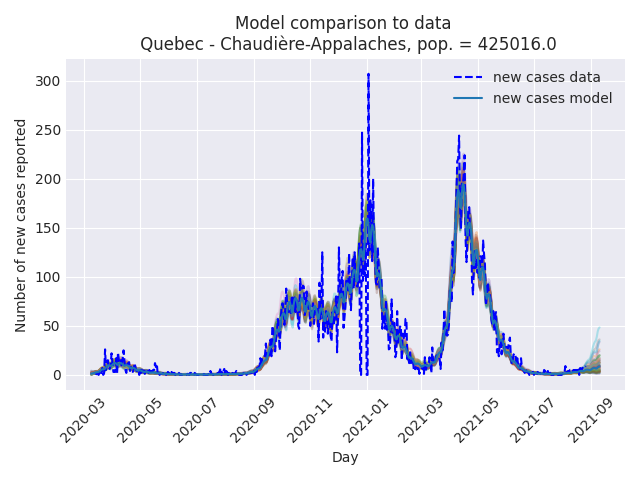 Model comparison to data
Quebec - Chaudière-Appalaches, pop. = 425016.0
new cases data
new cases model
Number of new cases reported
300
250
200
150
100
50
0
2020-03
2020-05
2020-07
2020-09
2020-11
2021-01
2021-03
2021-05
2021-07
2021-09
Day